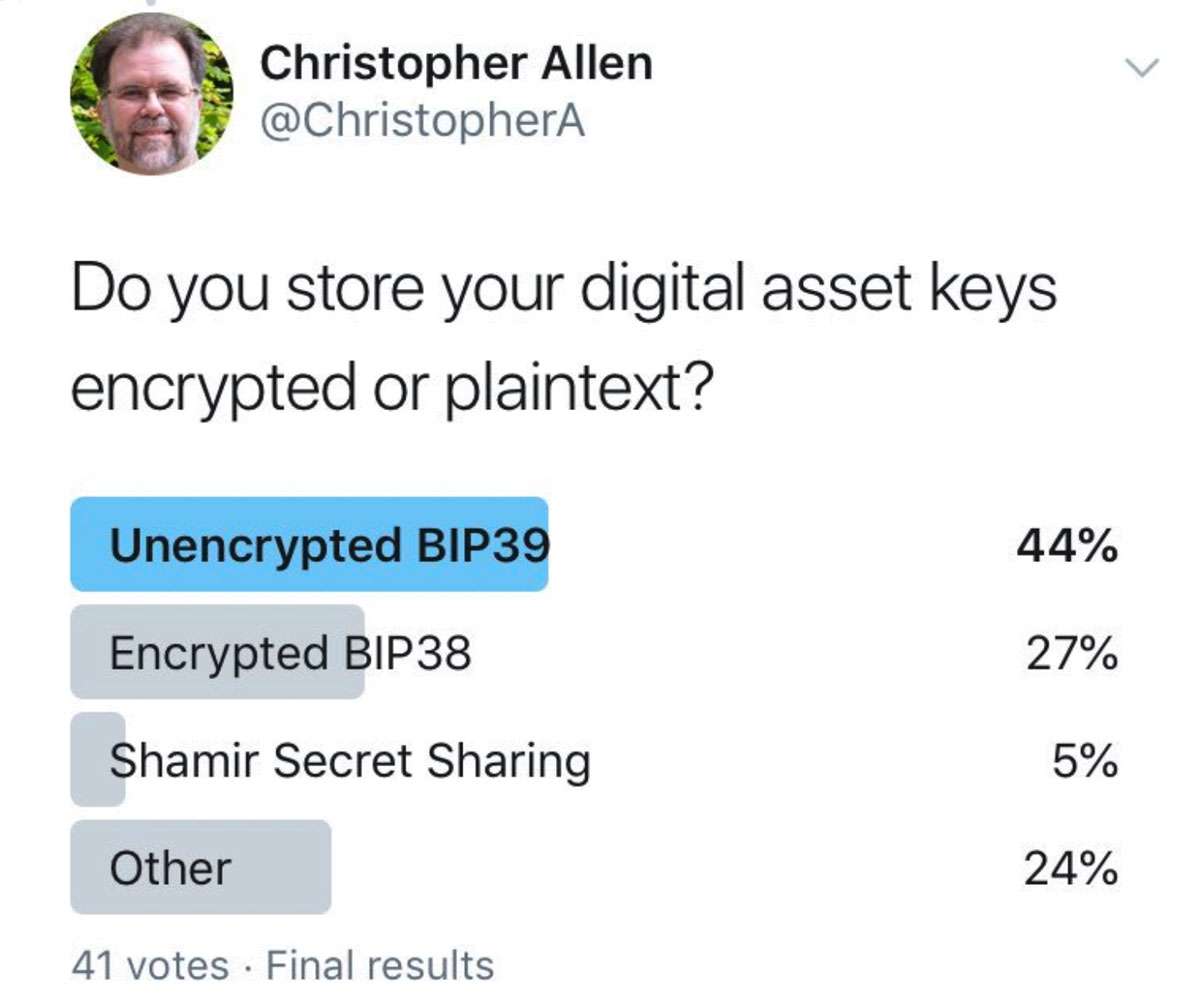 Christopher Allen
@ChristopherA
Do you store your digital asset keys
encrypted or plaintext?
Unencrypted BIP39 44%
Encrypted BIP38 27%
Shamir Secret Sharing 5%
Other 24%
41 votes · Final results